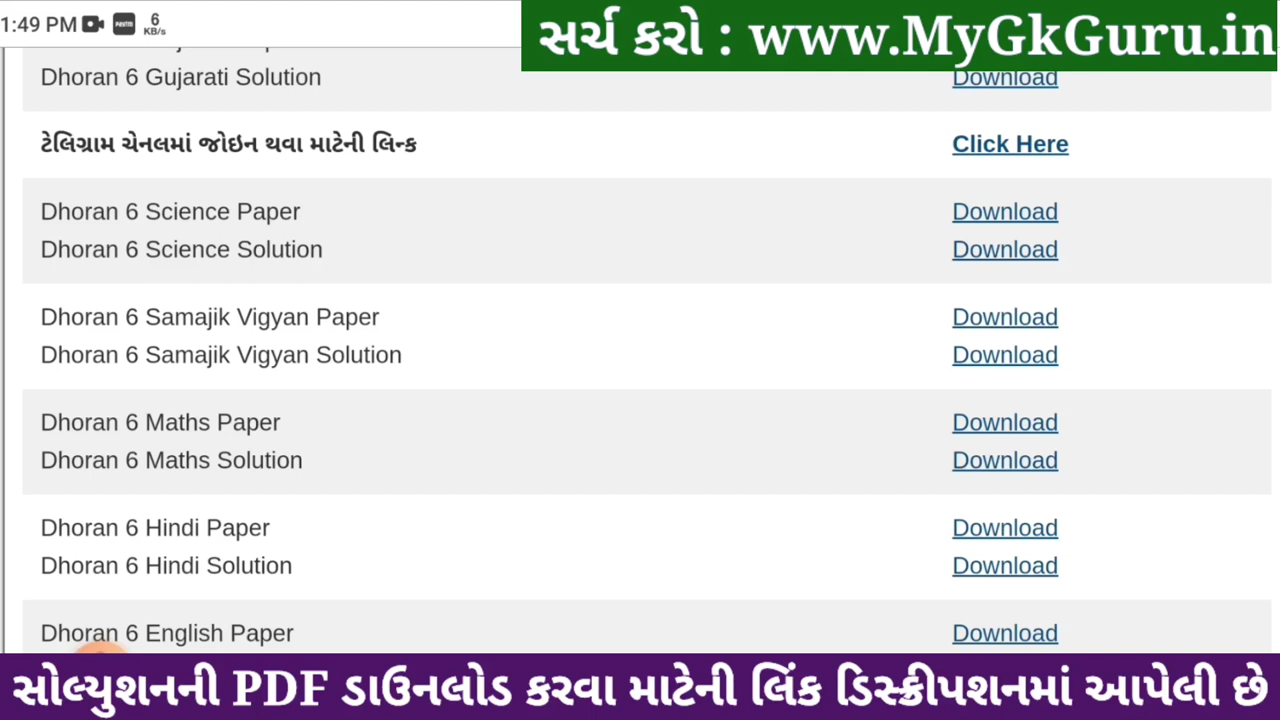 1:49 PM
6
KB/s
સર્ચ કરો : www.MyGkGuru.in
Dhoran 6 Gujarati Solution Download
ટેલિગ્રામ ચેનલમાં જોઇન થવા માટેની લિન્ક Click Here
Dhoran 6 Science Paper Download
Dhoran 6 Science Solution Download
Dhoran 6 Samajik Vigyan Paper Download
Dhoran 6 Samajik Vigyan Solution Download
Dhoran 6 Maths Paper Download
Dhoran 6 Maths Solution Download
Dhoran 6 Hindi Paper Download
Dhoran 6 Hindi Solution Download
Dhoran 6 English Paper Download
સોલ્યુશનની PDF ડાઉનલોડ કરવા માટેની લિંક ડિસ્ક્રીપશનમાં આપેલી છે